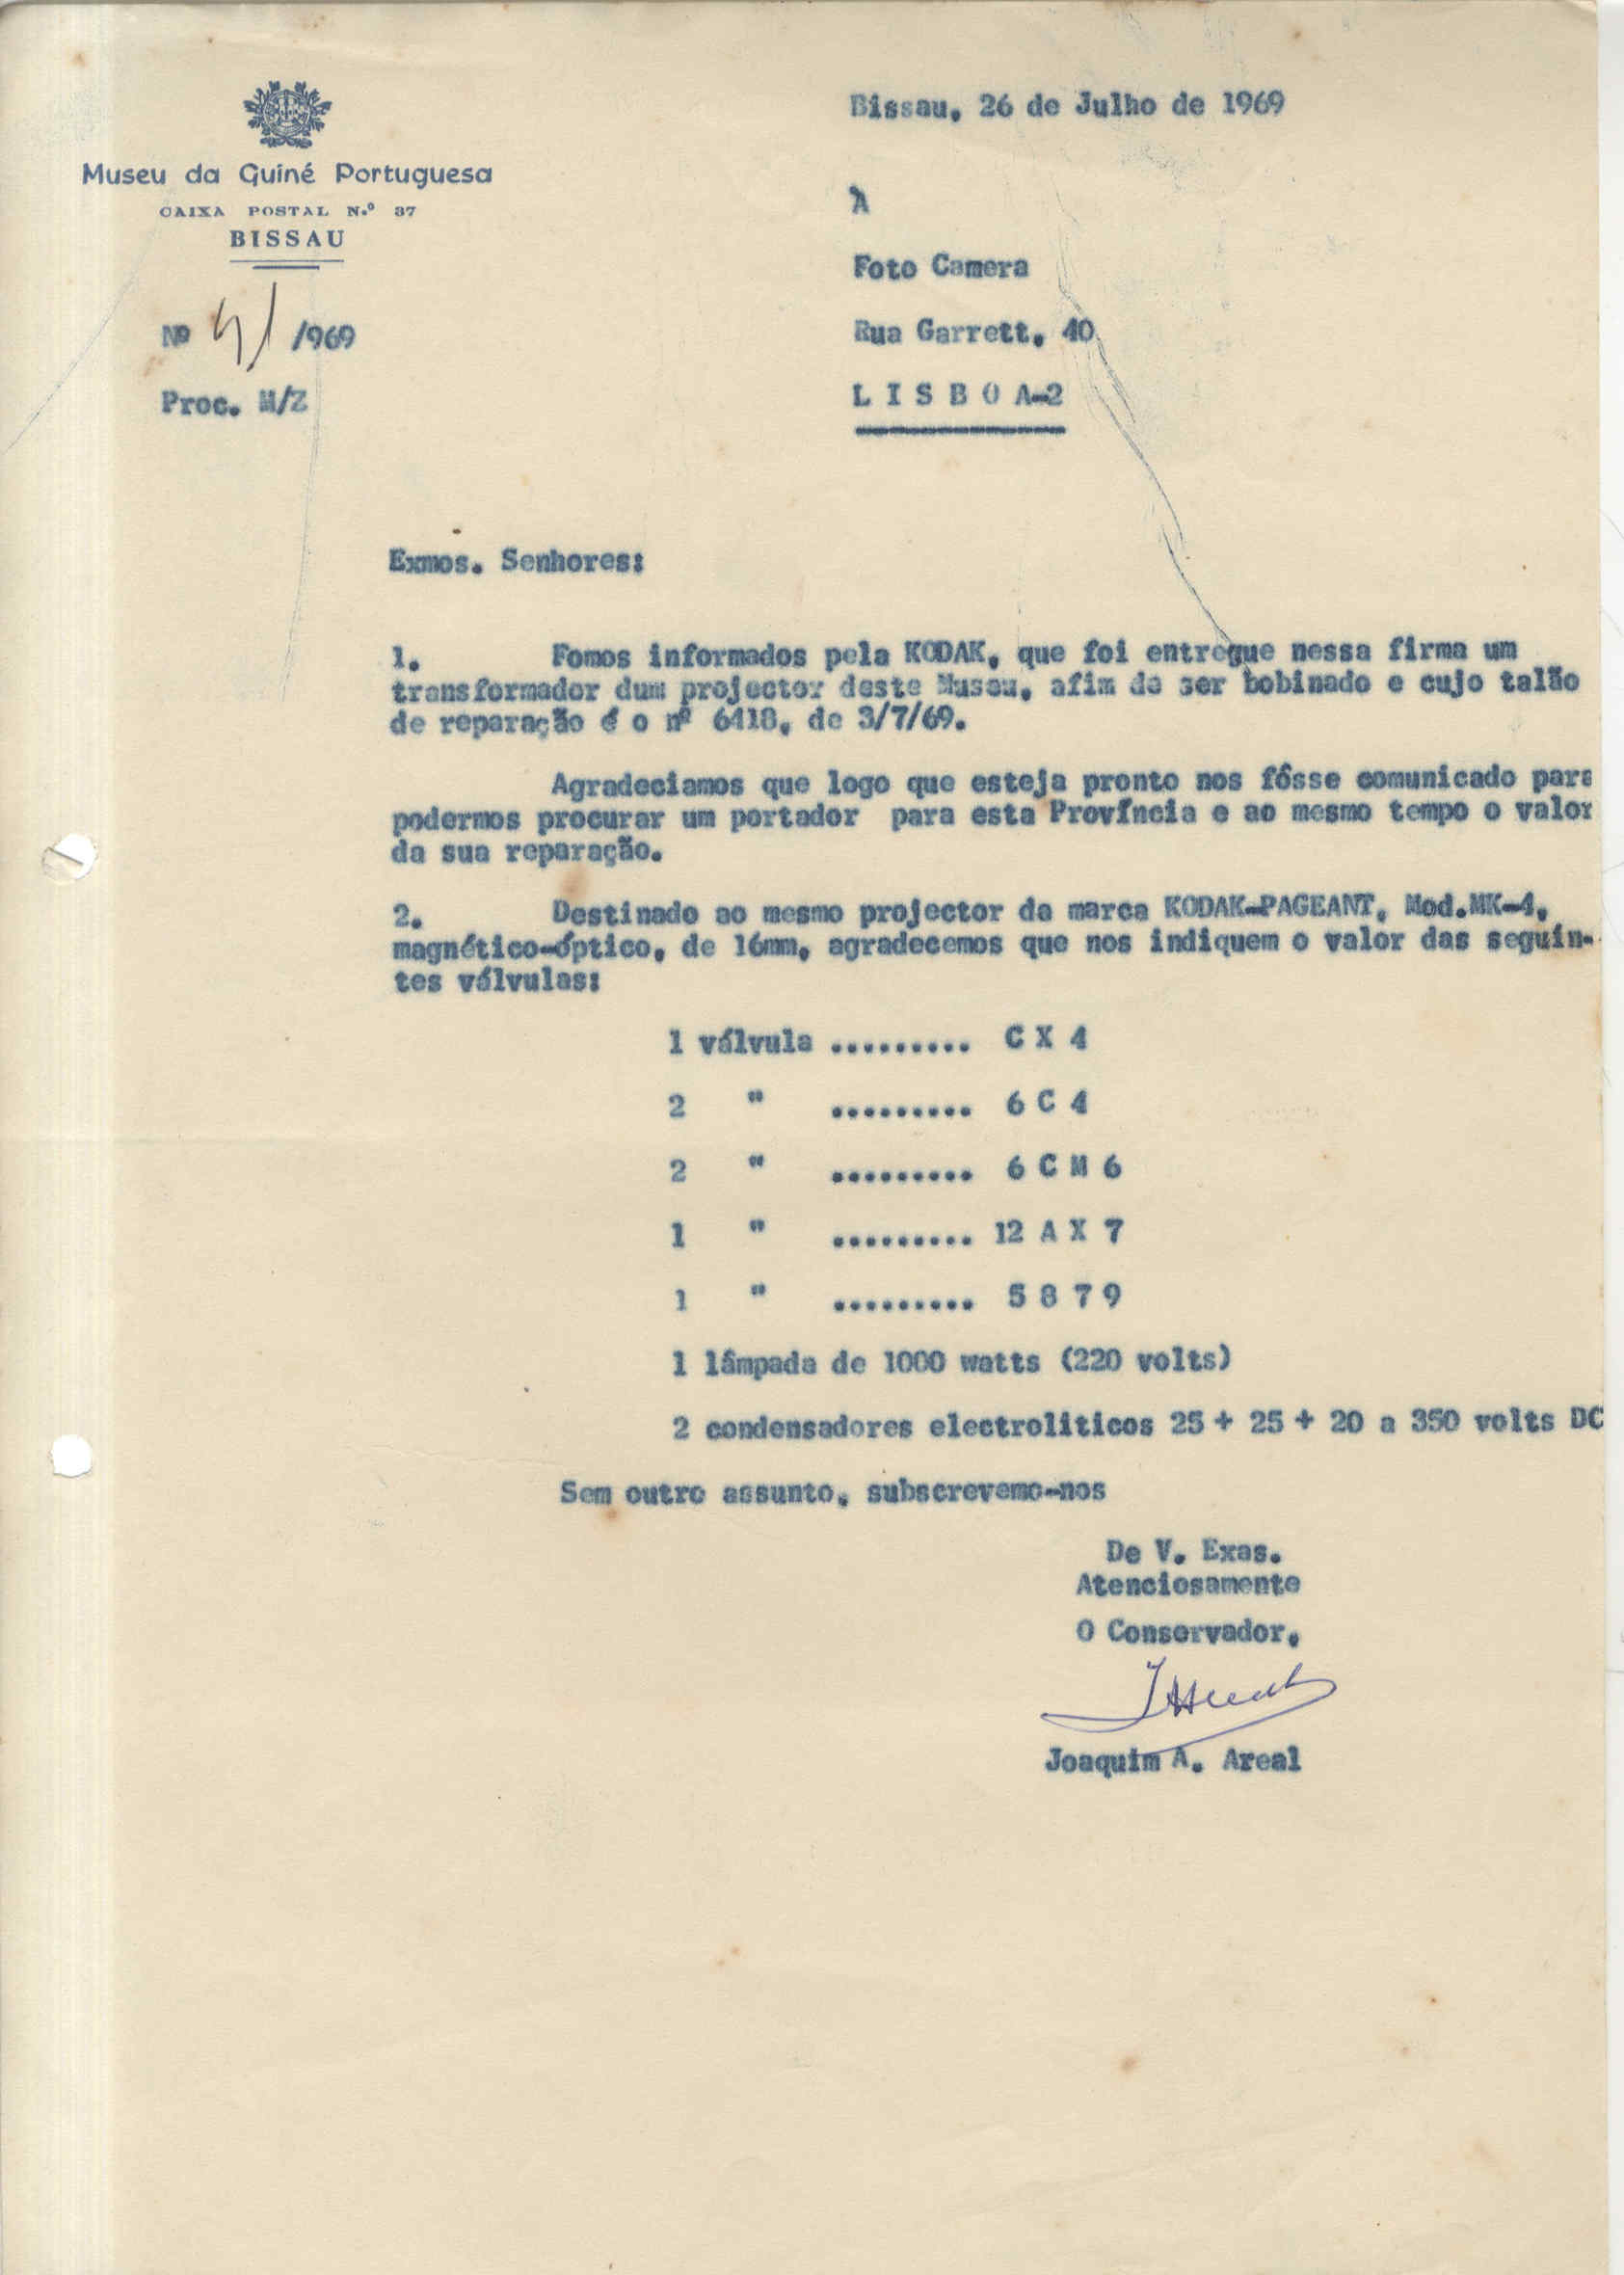 Museu da Guiné Portuguesa
CAIXA POSTAL N.º 37
BISSAU
Nº 41 /969
Proc. M/Z
Bissau, 26 de Julho de 1969
À
Foto Camera
Rua Garrett, 40
L I S B O A-2
Exmos. Senhores:
1. Fomos informados pela KODAK, que foi entregue nessa firma um
transformador dum projector deste Museu, afim de ser bobinado e cujo talão
de reparação é o nº 6418, de 3/7/69.
Agradeciamos que logo que esteja pronto nos fôsse comunicado para
podermos procurar um portador para esta Província e ao mesmo tempo o valor
da sua reparação.
2. Destinado ao mesmo projector da marca KODAK-PAGEANT, Mod.MK-4,
magnético-óptico, de 16mm, agradecemos que nos indiquem o valor das seguin-
tes válvulas:
1 válvula ......... C X 4
2 " ......... 6 C 4
2 " ......... 6 C M 6
1 " ......... 12 A X 7
1 " ......... 5 8 7 9
1 lâmpada de 1000 watts (220 volts)
2 condensadores electroliticos 25 + 25 + 20 a 350 volts DC
Sem outro assunto, subscrevemo-nos
De V. Exas.
Atenciosamente
O Conservador,
Joaquim A. Areal